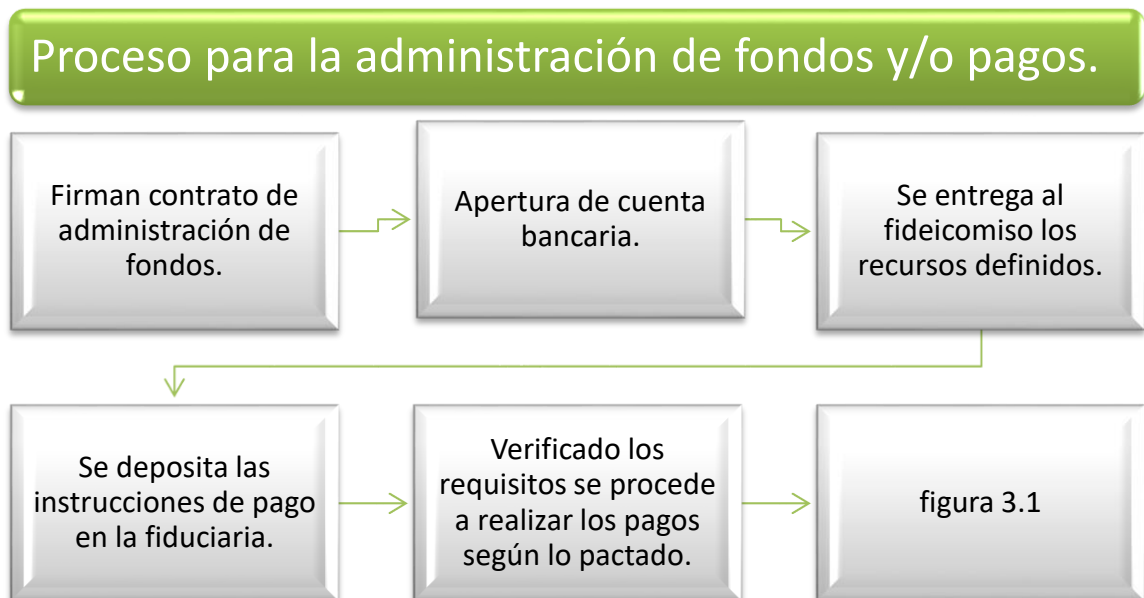 Proceso para la administración de fondos y/o pagos.
Firman contrato de
administración de
fondos.
Apertura de cuenta
bancaria.
Se entrega al
fideicomiso los
recursos definidos.
Se deposita las
instrucciones de pago
en la fiduciaria.
Verificado los
requisitos se procede
a realizar los pagos
según lo pactado.
figura 3.1